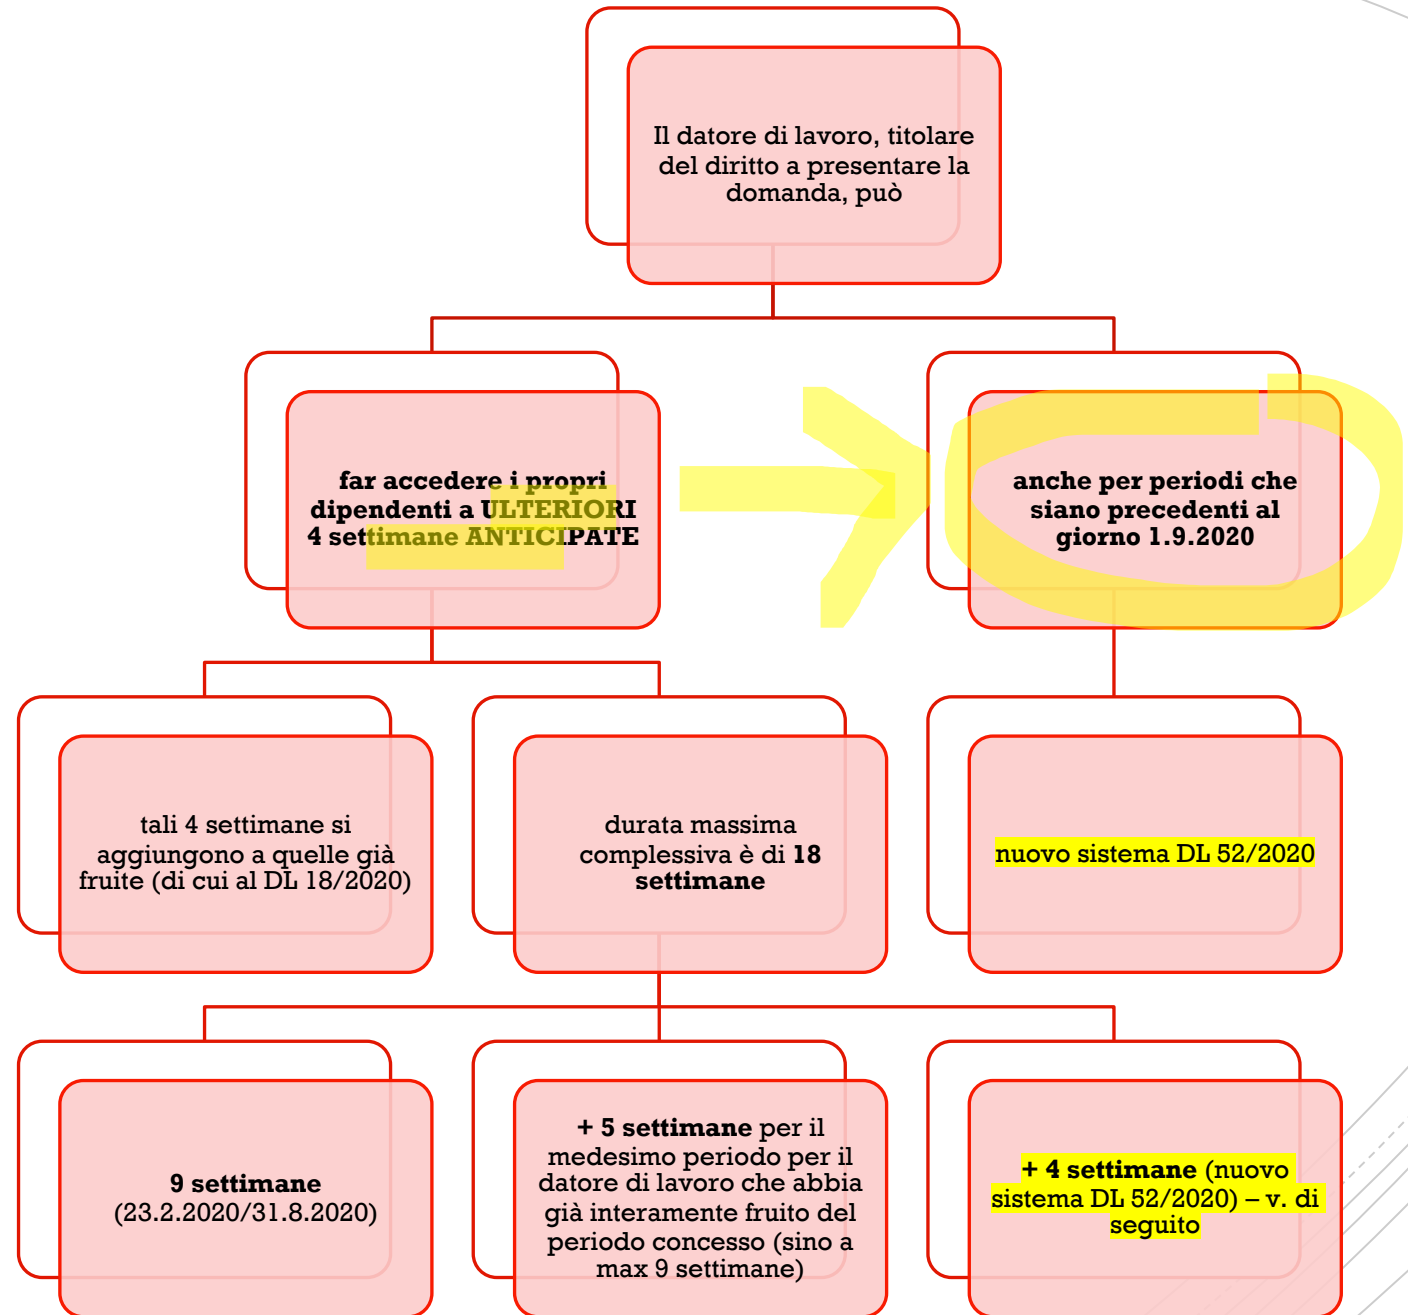 Il datore di lavoro, titolare
del diritto a presentare la
domanda, può
far accedere i propri
dipendenti a ULTERIORI
4 settimane ANTICIPATE
anche per periodi che
siano precedenti al
giorno 1.9.2020
tali 4 settimane si
aggiungono a quelle già
fruite (di cui al DL 18/2020)
durata massima
complessiva è di 18
settimane
nuovo sistema DL 52/2020
9 settimane
(23.2.2020/31.8.2020)
+ 5 settimane per il
medesimo periodo per il
datore di lavoro che abbia
già interamente fruito del
periodo concesso (sino a
max 9 settimane)
+ 4 settimane (nuovo
sistema DL 52/2020) – v. di
seguito